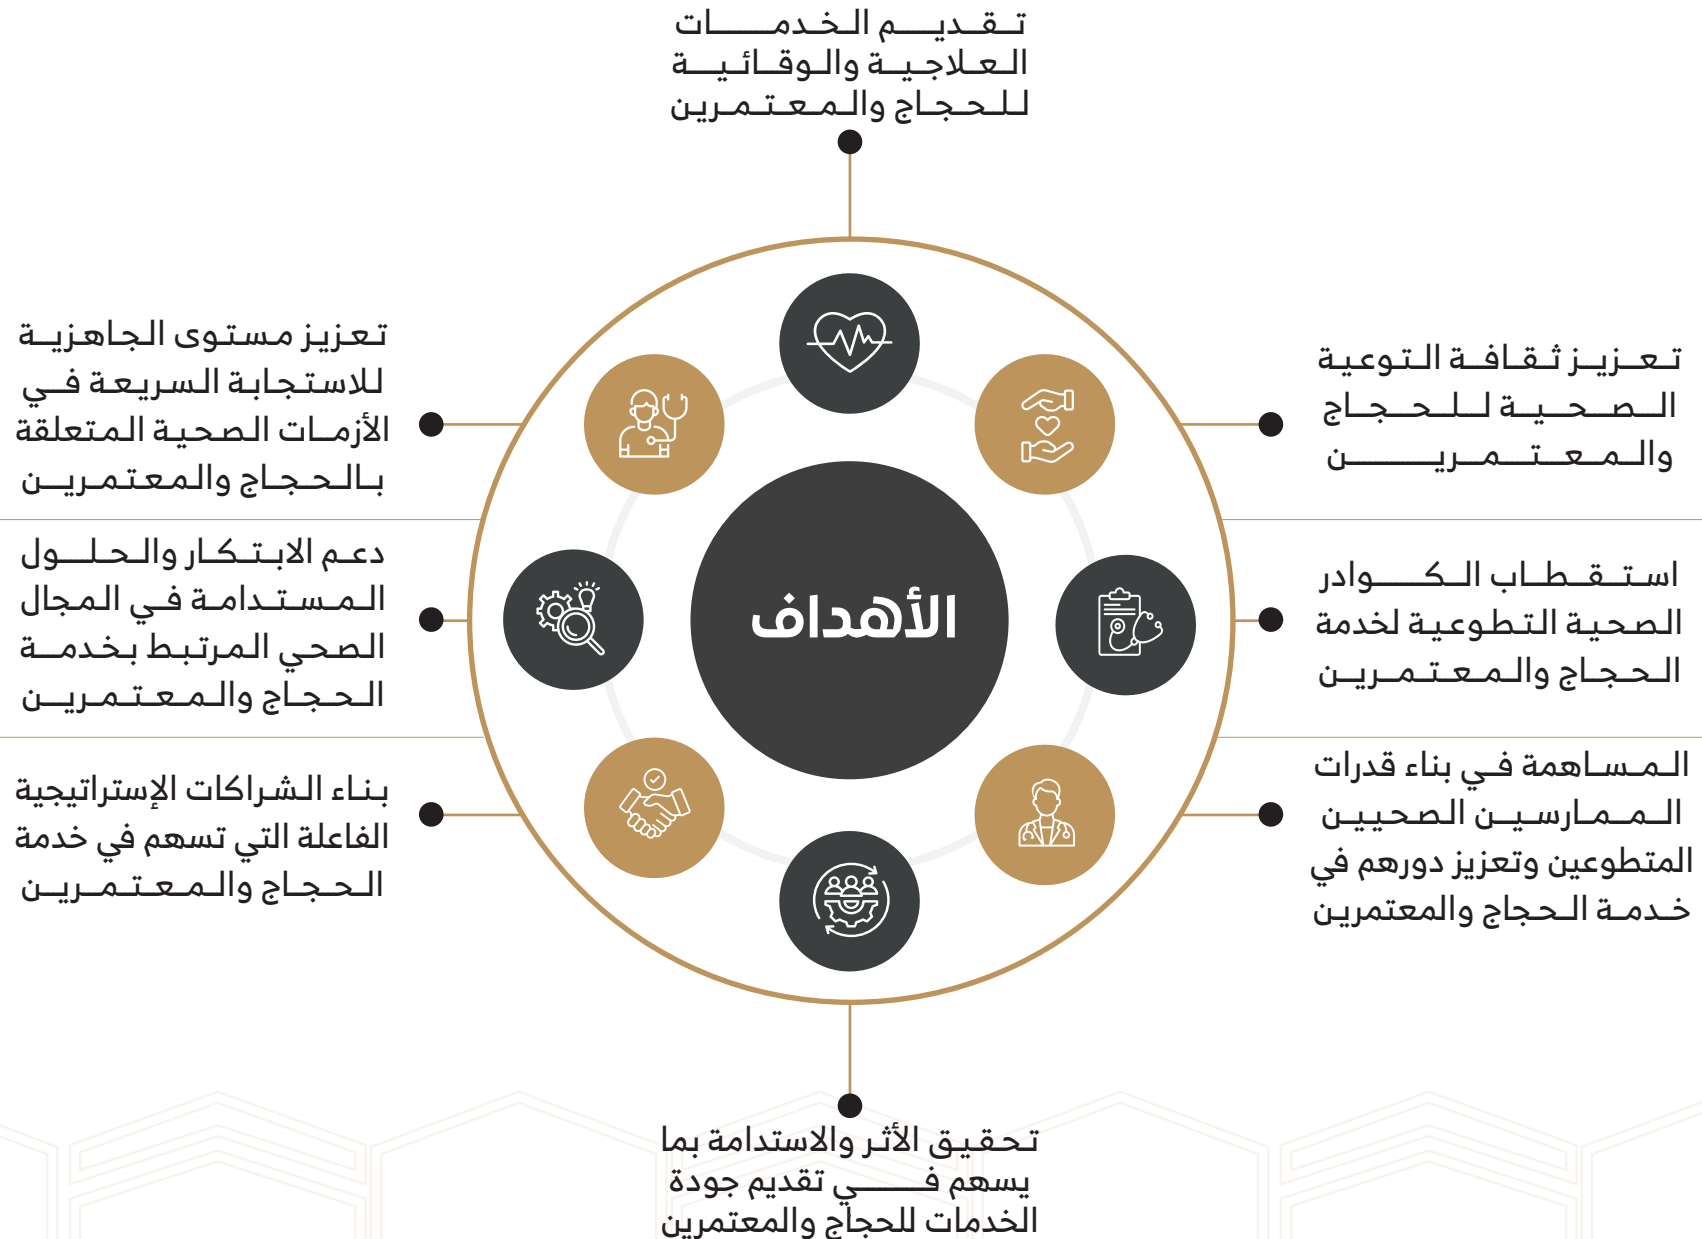 تقديم الخدمات
العلاجية والوقائية
للحجاج والمعتمرين
تعزيز ثقافة التوعية
الصحية للحجاج
والمعتمرين
استقطاب الكوادر
الصحية التطوعية لخدمة
الحجاج والمعتمرين
المساهمة في بناء قدرات
الممارسين الصحيين
المتطوعين وتعزيز دورهم في
خدمة الحجاج والمعتمرين
الأهداف
تعزيز مستوى الجاهزية
للاستجابة السريعة في
الأزمات الصحية المتعلقة
بالحجاج والمعتمرين
دعم الابتكار والحلول
المستدامة في المجال
الصحي المرتبط بخدمة
الحجاج والمعتمرين
بناء الشراكات الإستراتيجية
الفاعلة التي تسهم في خدمة
الحجاج والمعتمرين
تحقيق الأثر والاستدامة بما
يسهم في تقديم جودة
الخدمات للحجاج والمعتمرين